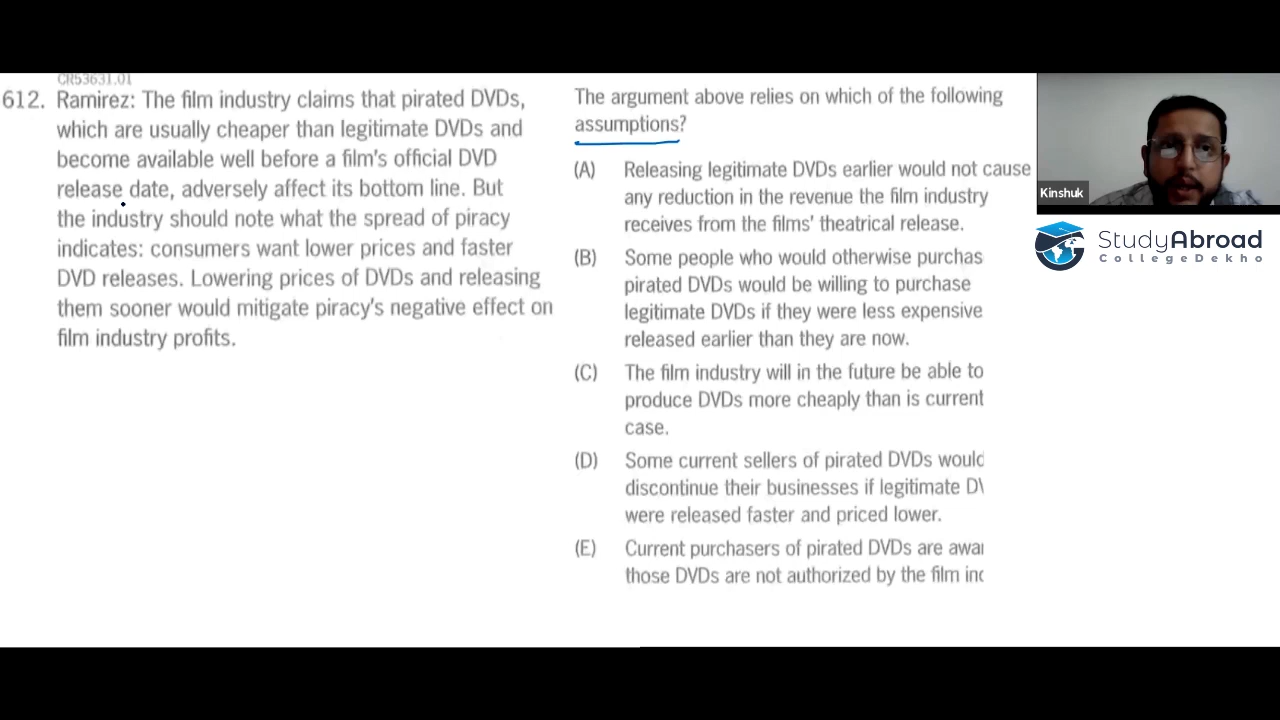 CR53631.01
612. Ramirez: The film industry claims that pirated DVDs,
which are usually cheaper than legitimate DVDs and
become available well before a film's official DVD
release date, adversely affect its bottom line. But
the industry should note what the spread of piracy
indicates: consumers want lower prices and faster
DVD releases. Lowering prices of DVDs and releasing
them sooner would mitigate piracy's negative effect on
film industry profits.
The argument above relies on which of the following
assumptions?
(A) Releasing legitimate DVDs earlier would not cause
any reduction in the revenue the film industry
receives from the films' theatrical release.
(B) Some people who would otherwise purchas
pirated DVDs would be willing to purchase
legitimate DVDs if they were less expensive
released earlier than they are now.
(C) The film industry will in the future be able to
produce DVDs more cheaply than is current
case.
(D) Some current sellers of pirated DVDs would
discontinue their businesses if legitimate D
were released faster and priced lower.
(E) Current purchasers of pirated DVDs are awa
those DVDs are not authorized by the film in
Kinshuk
StudyAbroad
CollegeDekho